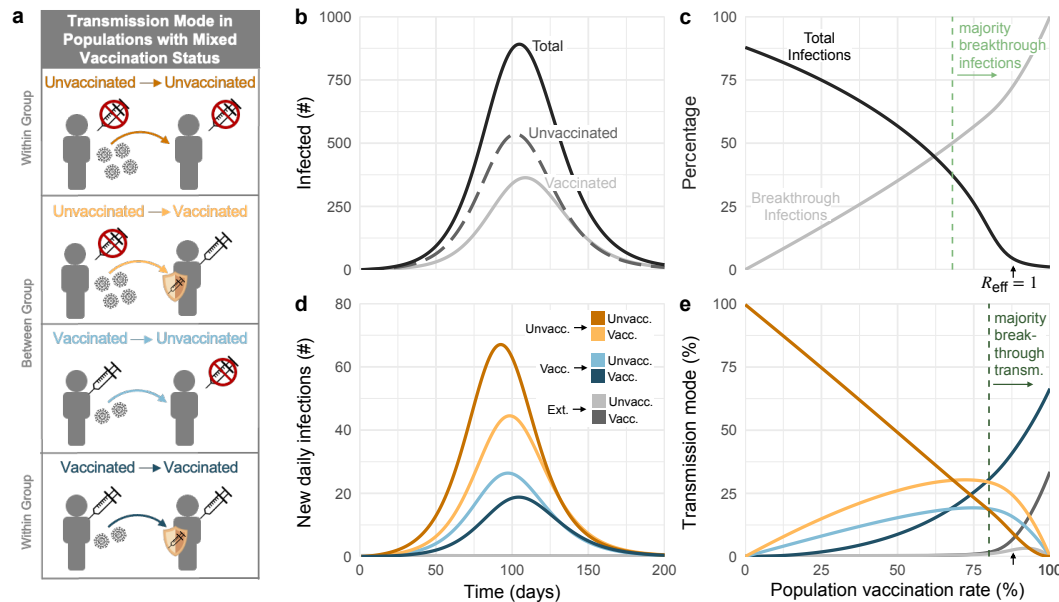 a
Transmission Mode in
Populations with Mixed
Vaccination Status
Within Group
Unvaccinated → Unvaccinated
Between Group
Unvaccinated → Vaccinated
Vaccinated → Unvaccinated
Within Group
Vaccinated → Vaccinated
b
Infected (#)
1000
750
500
250
0
Total
Unvaccinated
Vaccinated
c
Percentage
100
75
50
25
0
Total
Infections
majority
breakthrough
infections
Breakthrough
Infections
R_eff = 1
d
New daily infections (#)
80
60
40
20
0
Unvacc. → Unvacc.
Vacc.
Vacc. → Unvacc.
Vacc.
Ext. → Unvacc.
Vacc.
0 50 100 150 200
Time (days)
e
Transmission mode (%)
100
75
50
25
0
majority
break-
through
transm.
0 25 50 75 100
Population vaccination rate (%)